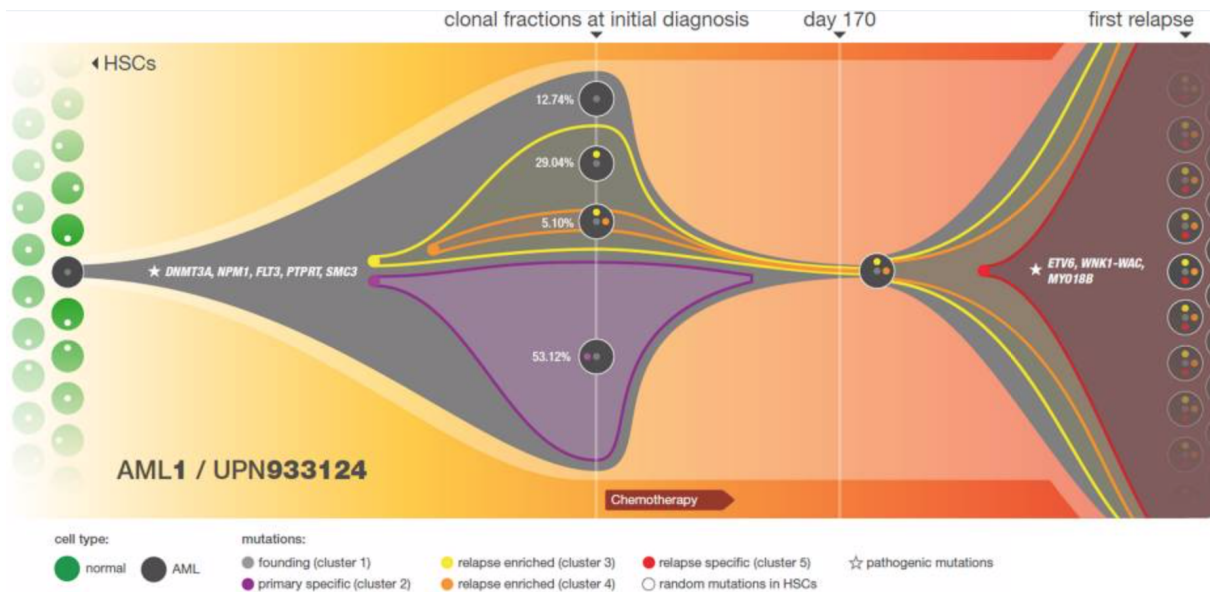 clonal fractions at initial diagnosis day 170 first relapse
HSCs
12.74%
29.04%
5.10%
DNMT3A, NPM1, FLT3, PTPRT, SMC3
ETV6, WNK1-WAC,
MYO18B
53.12%
AML1 / UPN933124
Chemotherapy
cell type:
normal AML
mutations:
founding (cluster 1) relapse enriched (cluster 3) relapse specific (cluster 5) pathogenic mutations
primary specific (cluster 2) relapse enriched (cluster 4) random mutations in HSCs